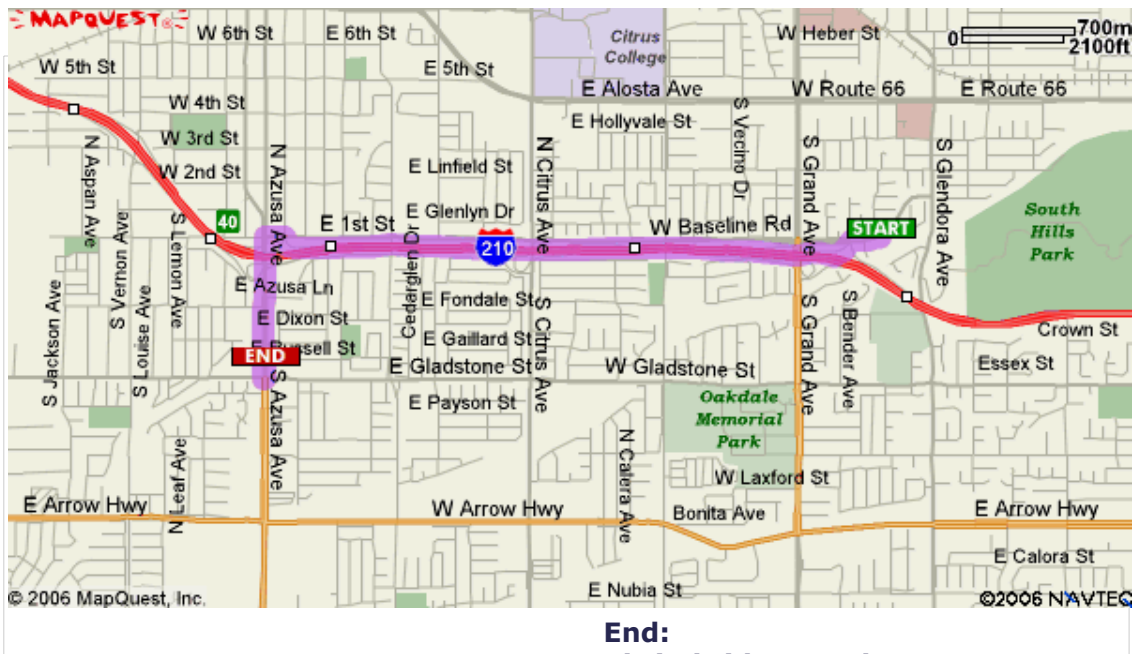 MAPQUEST
700m
0
2100ft
W 6th St
E 6th St
Citrus
College
W Heber St
W 5th St
E 5th St
E Alosta Ave
W Route 66
E Route 66
W 4th St
E Hollyvale St
S Vecino Dr
W 3rd St
N Aspan Ave
N Azusa Ave
N Citrus Ave
S Grand Ave
S Glendora Ave
W 2nd St
E Linfield St
40
E 1st St
E Glenlyn Dr
W Baseline Rd
START
South
Hills
Park
S Vernon Ave
S Lemon Ave
Cederglen Dr
210
E Azusa Ln
E Fondale St
S Jackson Ave
S Louise Ave
E Dixon St
E Gaillard St
S Citrus Ave
S Grand Ave
S Bender Ave
Crown St
END
ssell St
E Gladstone St
W Gladstone St
Essex St
S Azusa Ave
E Payson St
Oakdale
Memorial
Park
N Leaf Ave
N Calera Ave
W Laxford St
E Arrow Hwy
W Arrow Hwy
Bonita Ave
E Arrow Hwy
E Calora St
E Nubia St
© 2006 MapQuest, Inc.
©2006 NAVTEQ
End: